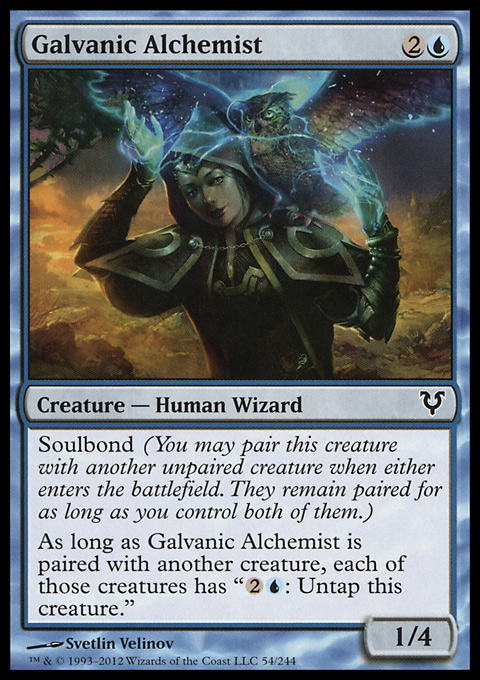 Galvanic Alchemist 2
Creature — Human Wizard
Soulbond (You may pair this creature
with another unpaired creature when either
enters the battlefield. They remain paired for
as long as you control both of them.)
As long as Galvanic Alchemist is
paired with another creature, each of
those creatures has “2: Untap this
creature.”
1/4
Svetlin Velinov
™ & © 1993–2012 Wizards of the Coast LLC 54/244